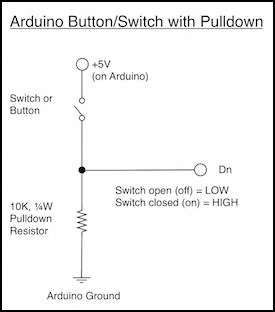 Arduino Button/Switch with Pulldown
+5V
(on Arduino)
Switch or
Button
Dn
Switch open (off) = LOW
Switch closed (on) = HIGH
10K, ¼W
Pulldown
Resistor
Arduino Ground